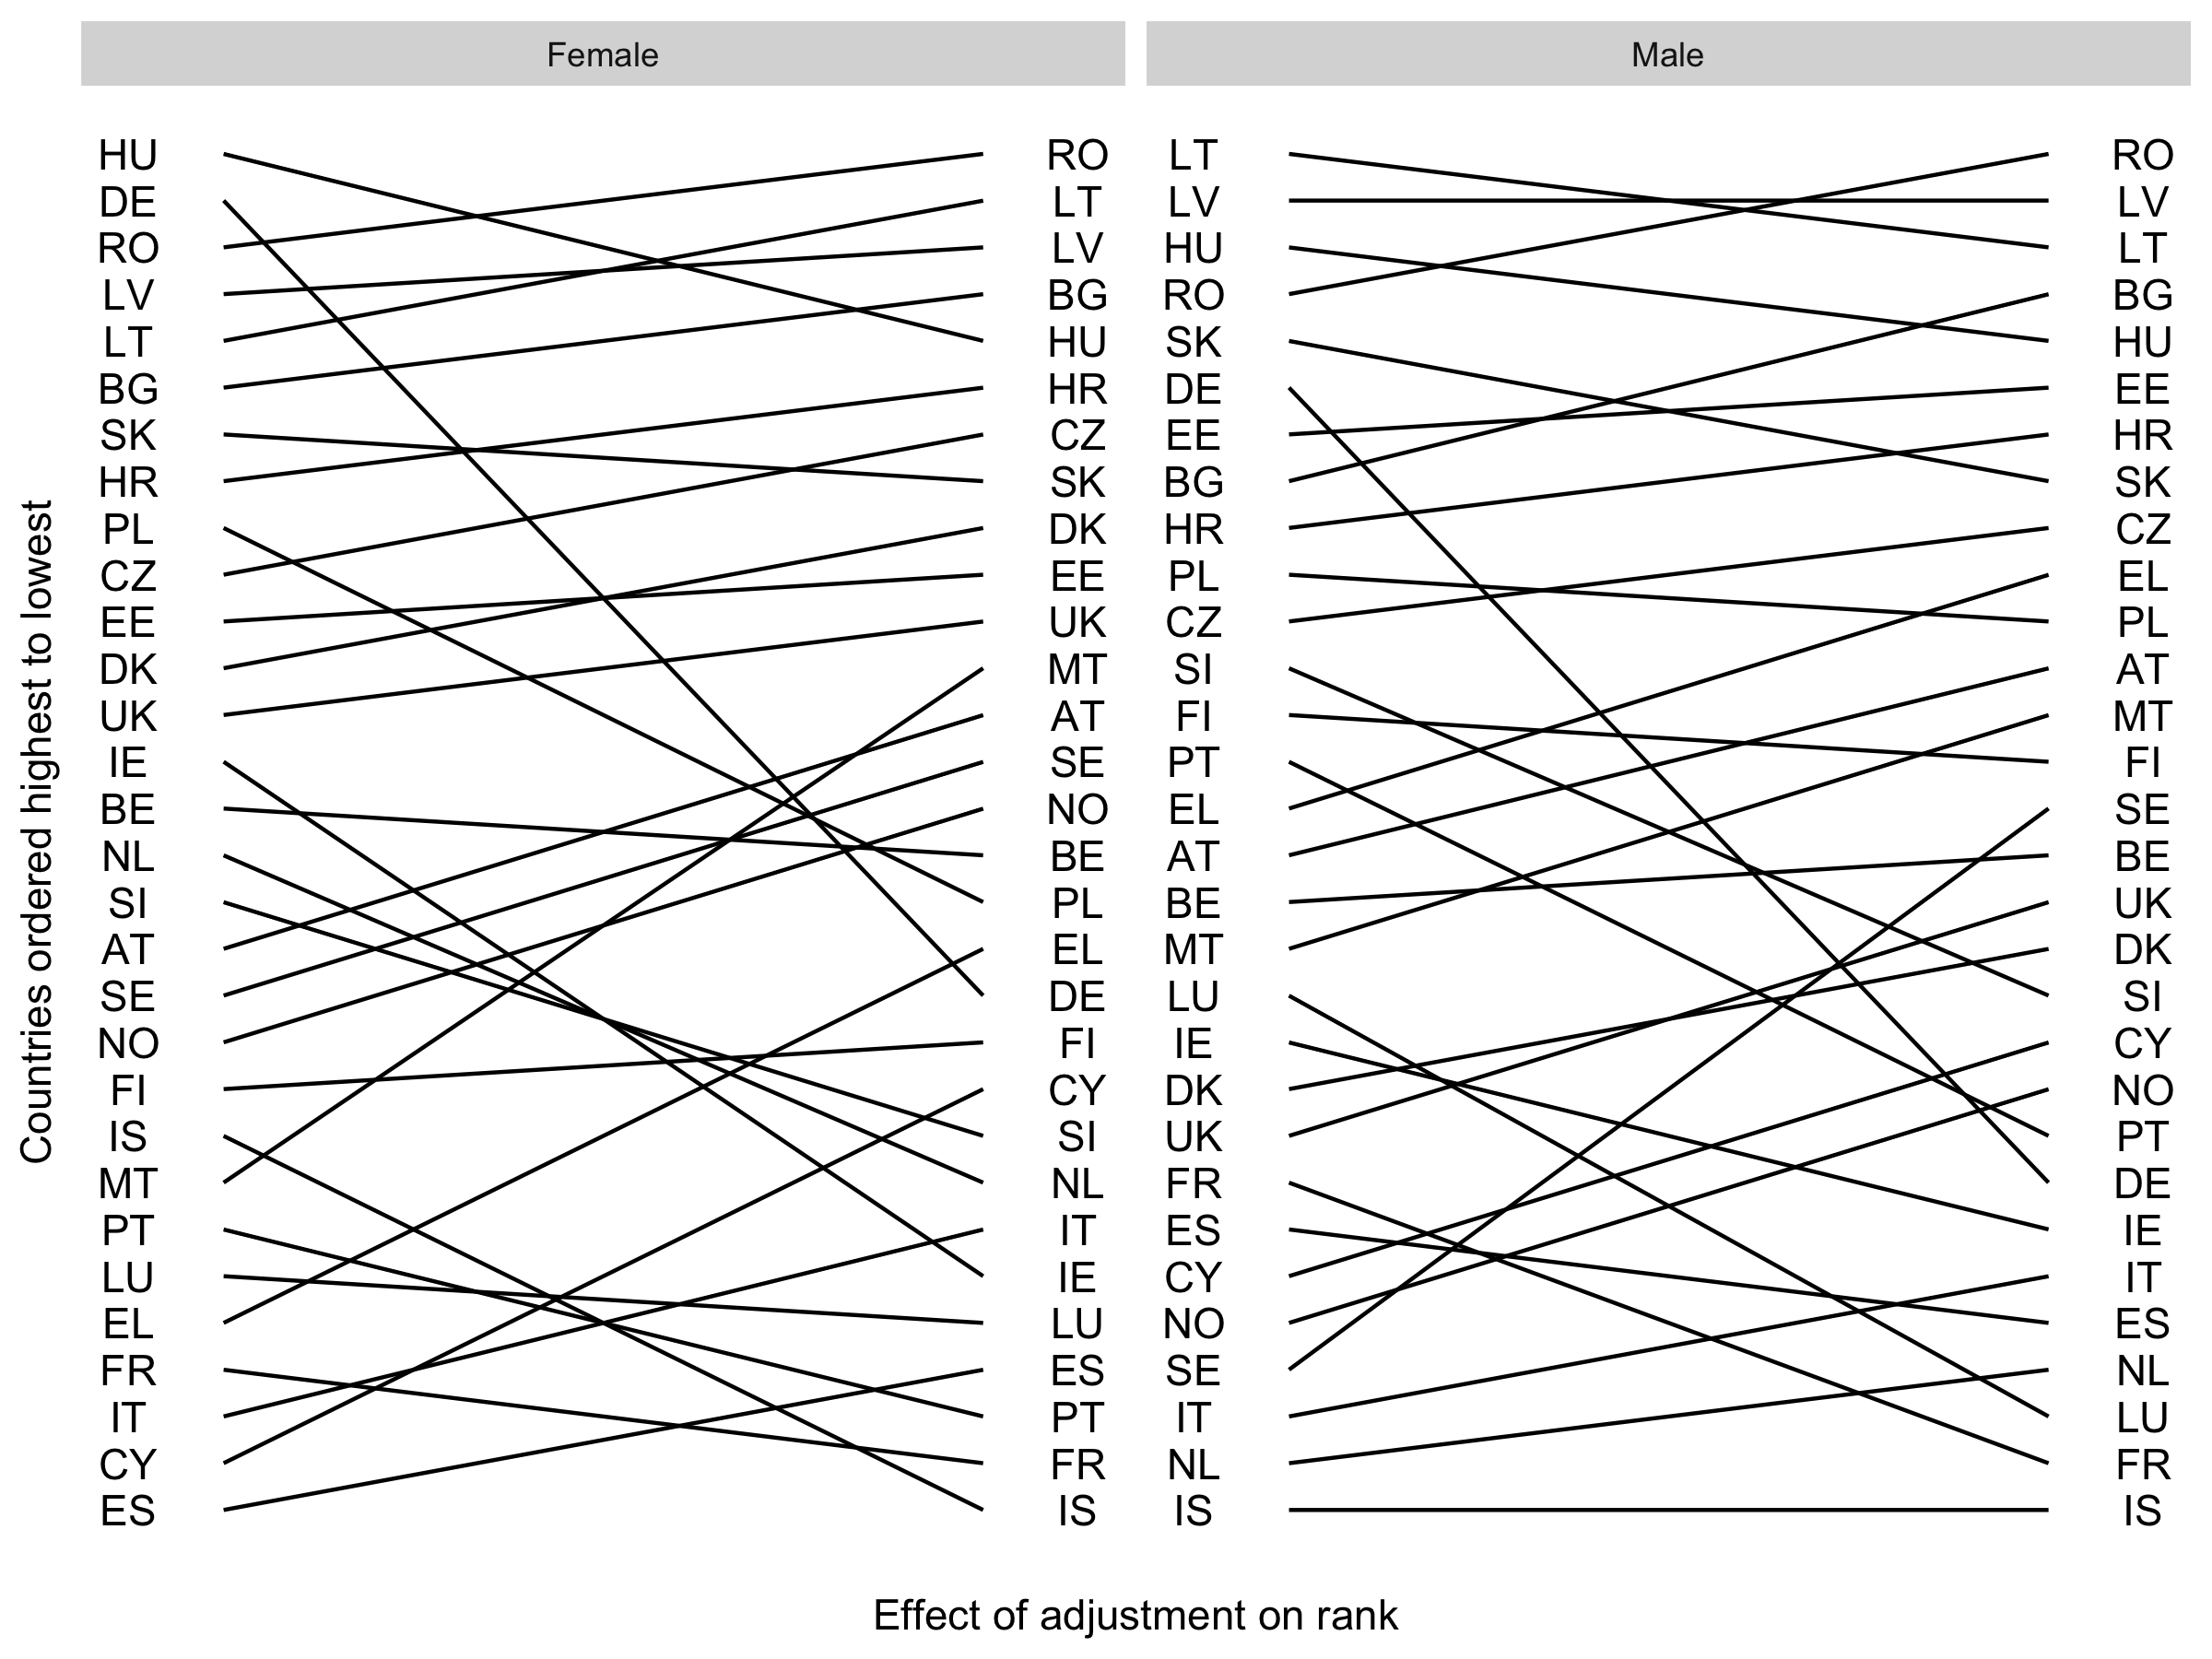 Female Male
HU RO LT RO
DE LT LV LV
RO LV HU LT
LV BG RO BG
LT HU SK HU
BG HR DE EE
SK CZ EE HR
HR SK BG SK
PL DK HR CZ
CZ EE PL EL
EE UK CZ PL
DK MT SI AT
UK AT FI MT
IE SE PT FI
BE NO EL SE
NL BE AT BE
SI PL BE UK
AT EL MT DK
SE DE LU SI
NO FI IE CY
FI CY DK NO
IS SI UK PT
MT NL FR DE
PT IT ES IE
LU IE CY IT
EL LU NO ES
FR ES SE NL
IT PT IT LU
CY FR NL FR
ES IS IS IS
Countries ordered highest to lowest
Effect of adjustment on rank